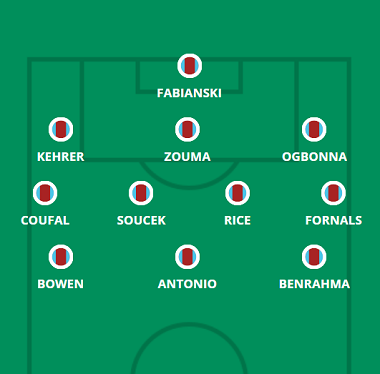 FABIANSKI
KEHRER
ZOUMA
OGBONNA
COUFAL
SOUCEK
RICE
FORNALS
BOWEN
ANTONIO
BENRAHMA